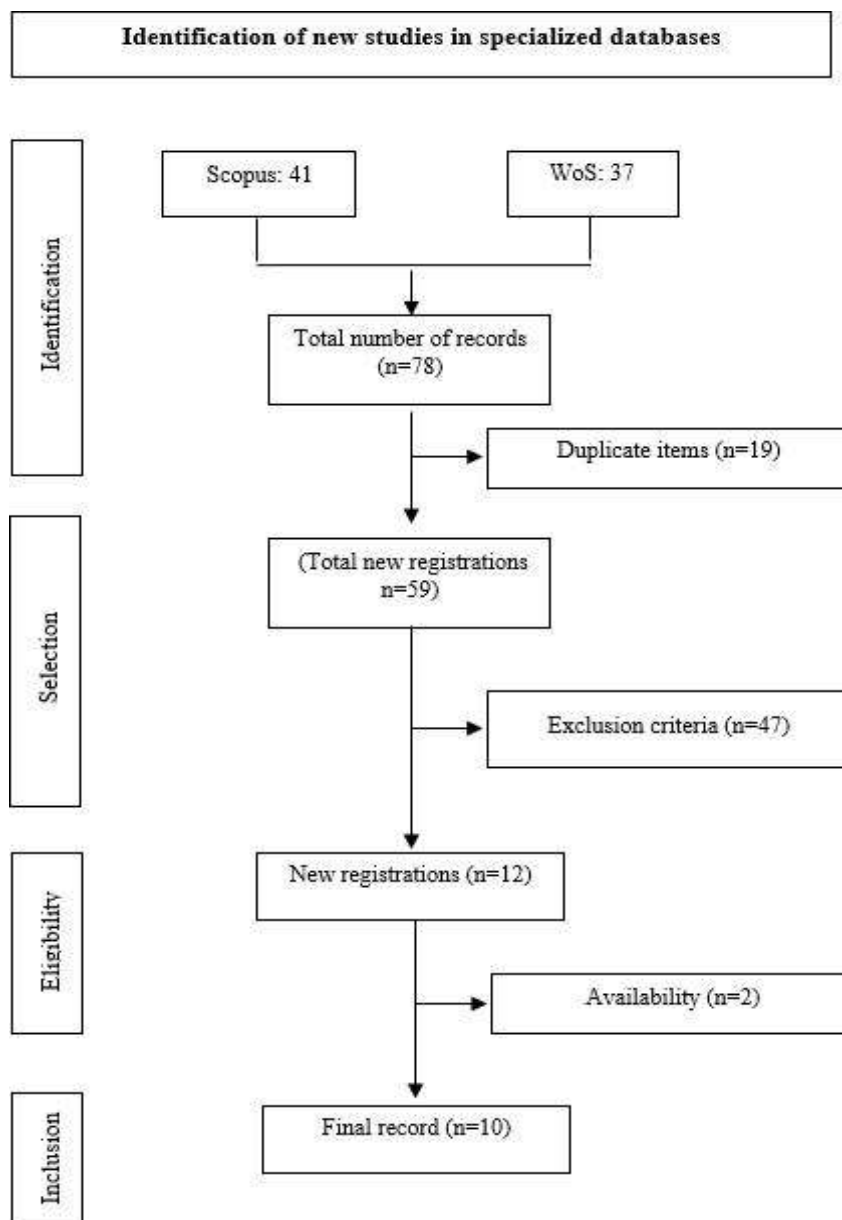 Identification of new studies in specialized databases
Identification
Scopus: 41
WoS: 37
Total number of records
(n=78)
Duplicate items (n=19)
Selection
(Total new registrations
n=59)
Exclusion criteria (n=47)
Eligibility
New registrations (n=12)
Availability (n=2)
Inclusion
Final record (n=10)